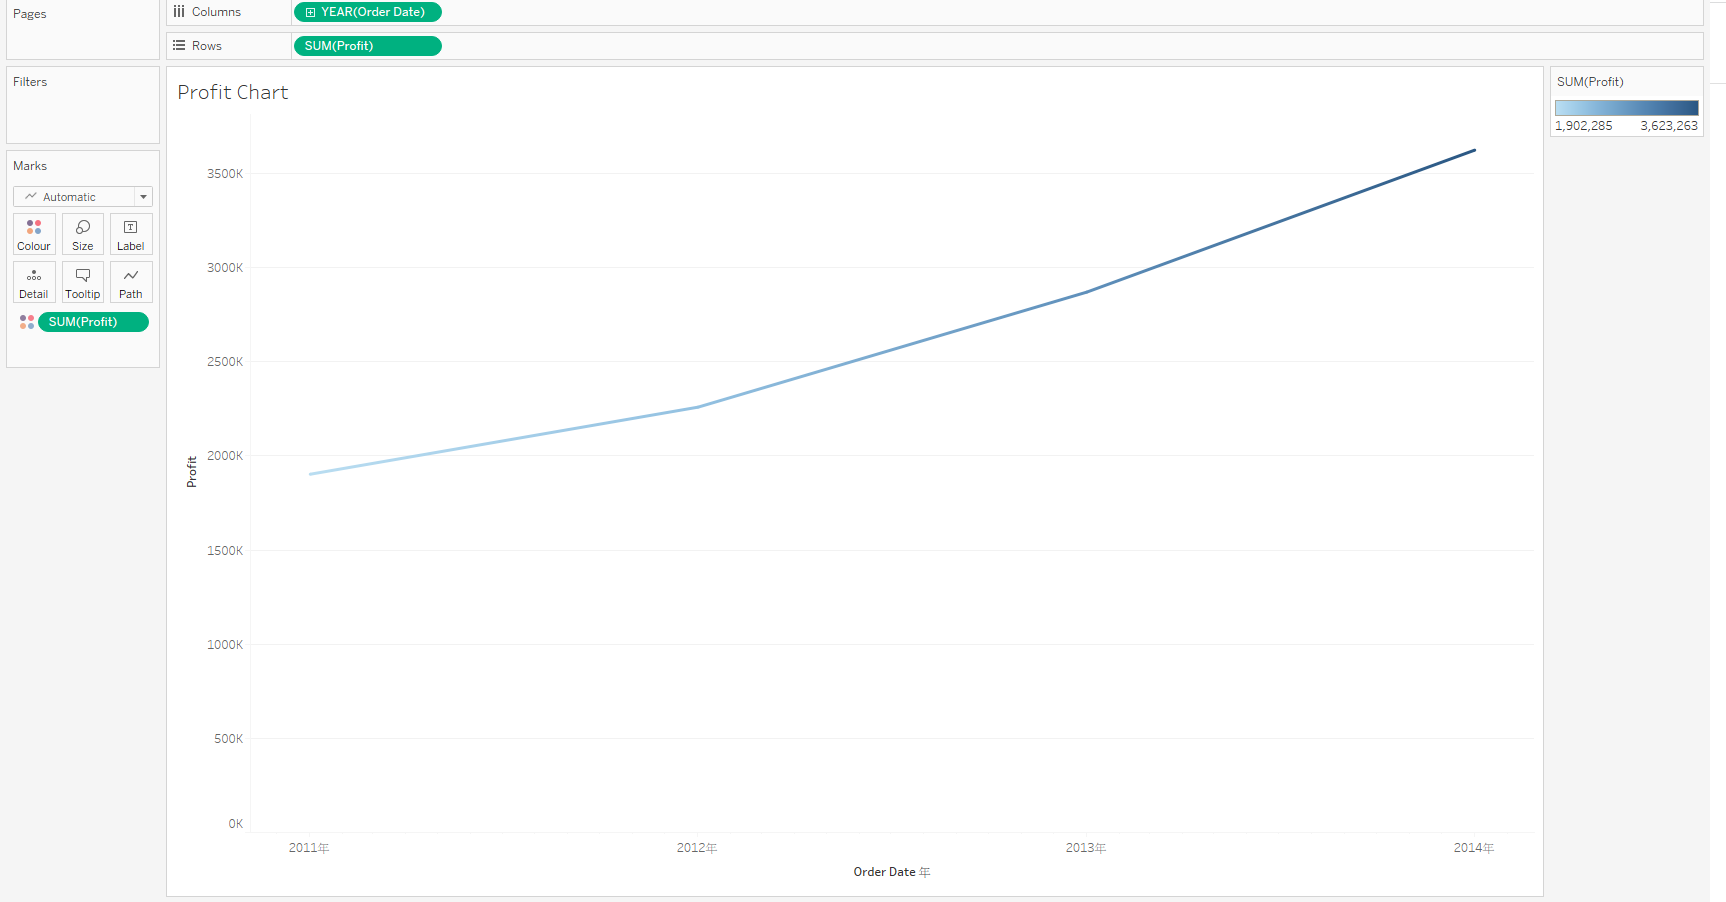 Pages
Columns
YEAR(Order Date)
Rows
SUM(Profit)
Filters
Marks
Automatic
Colour
Size
Label
Detail
Tooltip
Path
SUM(Profit)
Profit Chart
3500K
3000K
2500K
2000K
1500K
1000K
500K
0K
Profit
2011年
2012年
2013年
2014年
Order Date 年
SUM(Profit)
1,902,285
3,623,263